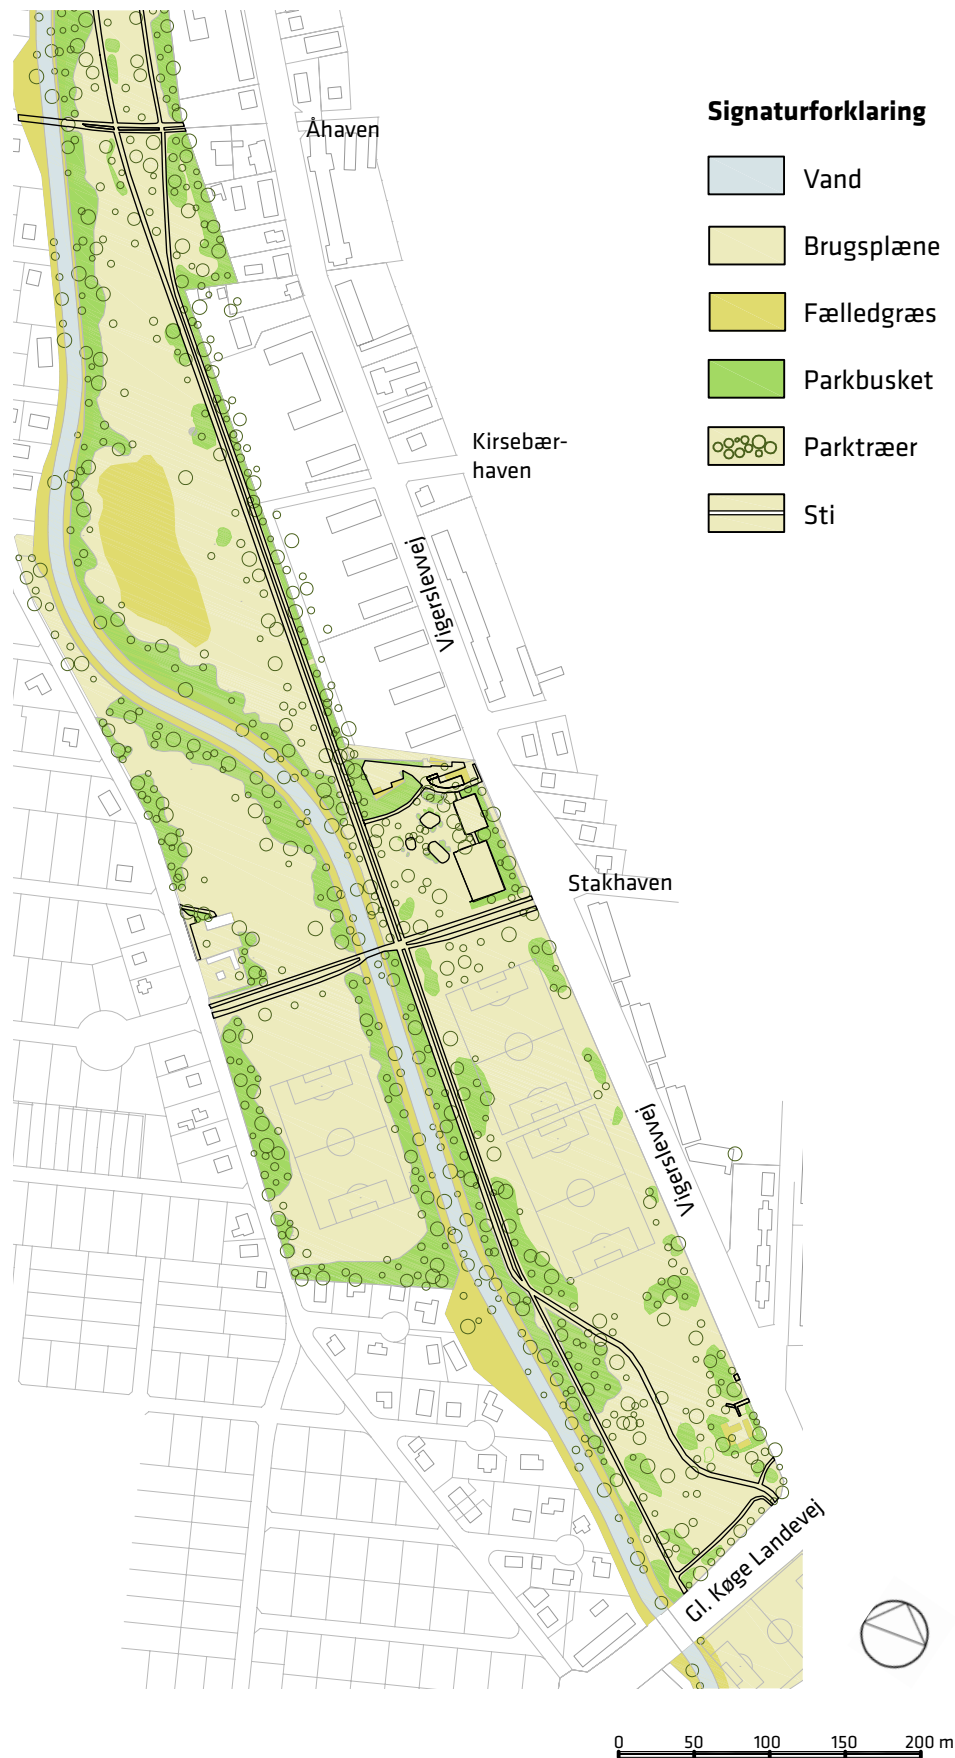 Åhaven
Signaturforklaring
Vand
Brugsplæne
Fælledgræs
Parkbusket
Parktræer
Sti
Kirsebær-
haven
Vigerslevvej
Stakhaven
Vigerslevvej
Gl. Køge Landevej
0 50 100 150 200 m